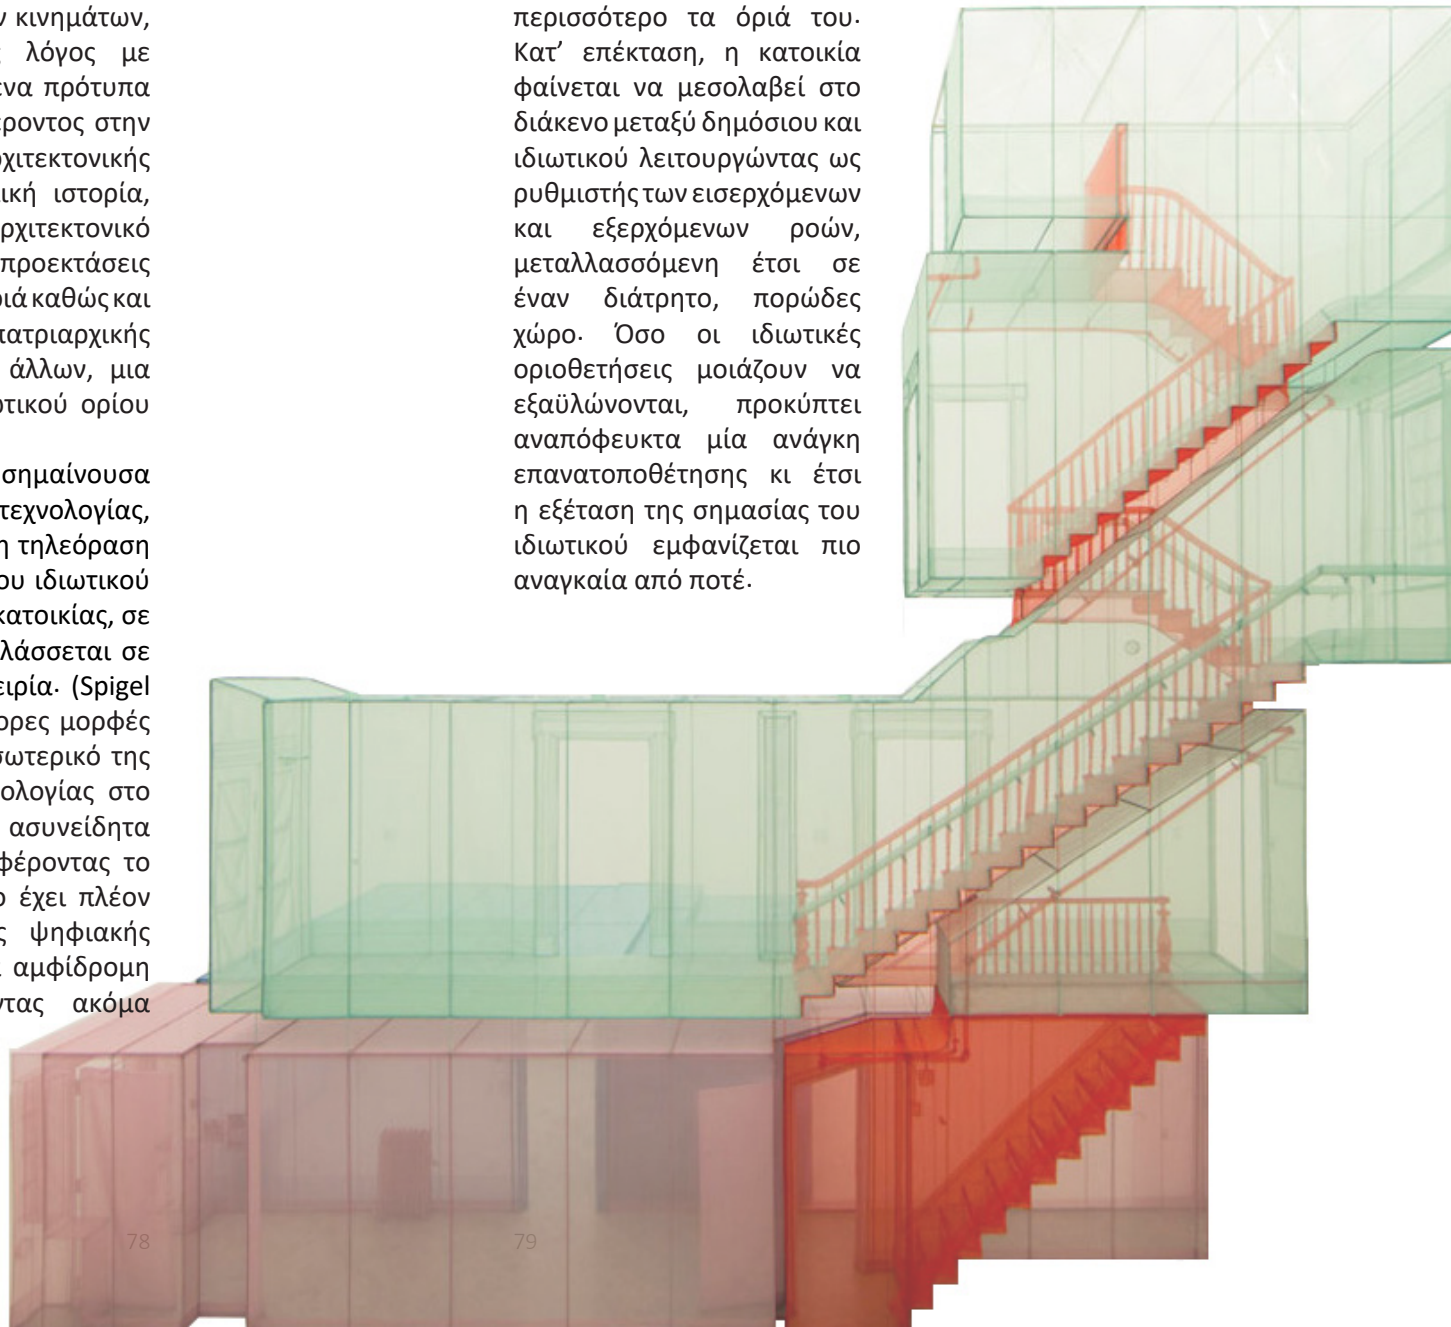 ν κινημάτων,
λόγος με
να πρότυπα
έροντος στην
ρχιτεκτονικής
ική ιστορία,
ρχιτεκτονικό
προεκτάσεις
ριά καθώς και
πατριαρχικής
άλλων, μια
ωτικού ορίου
σημαίνουσα
τεχνολογίας,
η τηλεόραση
ου ιδιωτικού
κατοικίας, σε
λάσσεται σε
ειρία. (Spigel
ορες μορφές
σωτερικό της
ολογίας στο
ασυνείδητα
φέροντας το
ο έχει πλέον
ς ψηφιακής
αμφίδρομη
ντας ακόμα
78
περισσότερο τα όριά του.
Κατ’ επέκταση, η κατοικία
φαίνεται να μεσολαβεί στο
διάκενο μεταξύ δημόσιου και
ιδιωτικού λειτουργώντας ως
ρυθμιστής των εισερχόμενων
και εξερχόμενων ροών,
μεταλλασσόμενη έτσι σε
έναν διάτρητο, πορώδες
χώρο. Όσο οι ιδιωτικές
οριοθετήσεις μοιάζουν να
εξαϋλώνονται, προκύπτει
αναπόφευκτα μία ανάγκη
επανατοποθέτησης κι έτσι
η εξέταση της σημασίας του
ιδιωτικού εμφανίζεται πιο
αναγκαία από ποτέ.
79